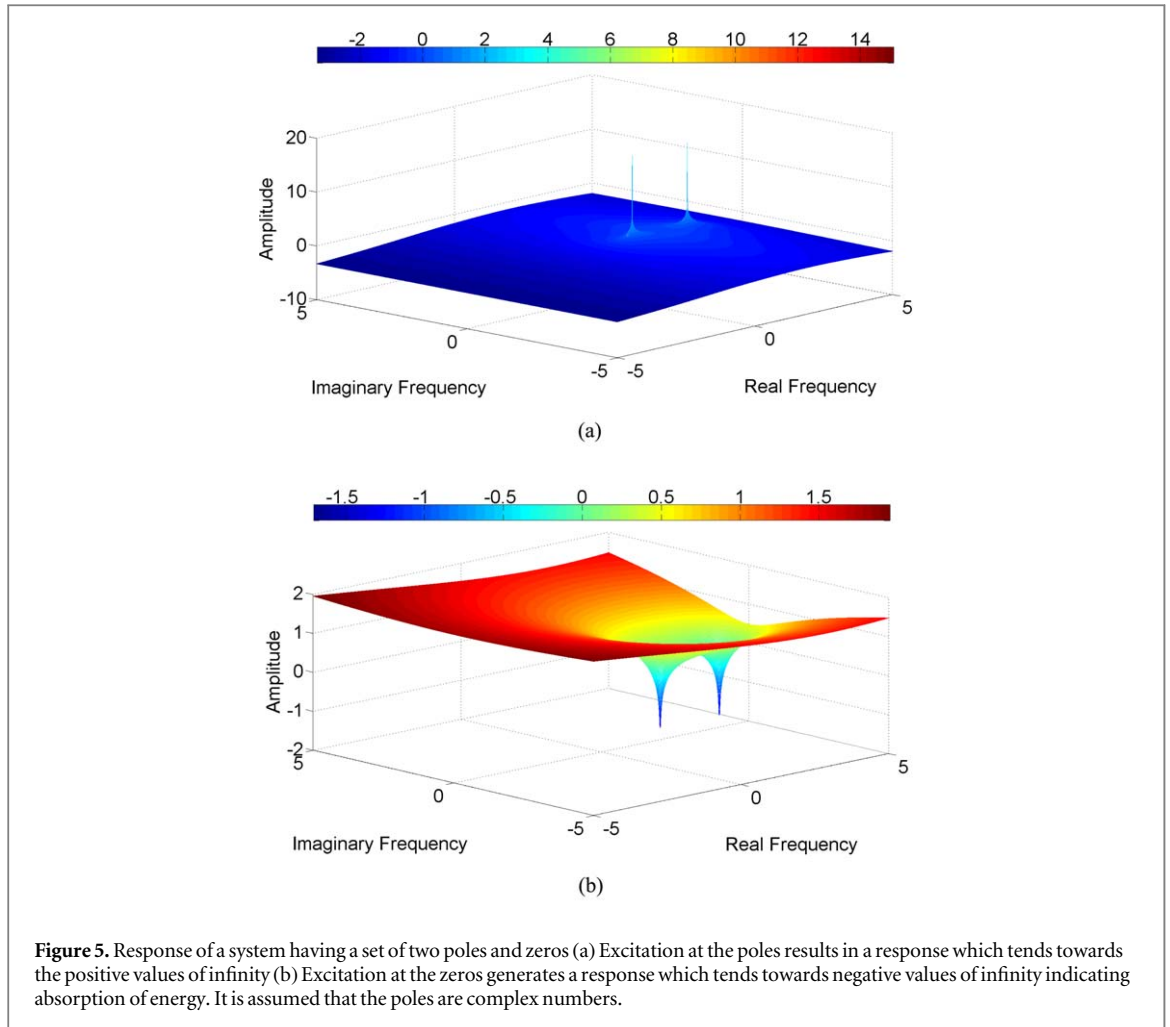 -2 0 2 4 6 8 10 12 14
20
10
0
-10
Amplitude
5
0
-5
Imaginary Frequency
-5
0
5
Real Frequency
(a)
-1.5 -1 -0.5 0 0.5 1 1.5
2
1
0
-1
-2
Amplitude
5
0
-5
Imaginary Frequency
-5
0
5
Real Frequency
(b)
Figure 5. Response of a system having a set of two poles and zeros (a) Excitation at the poles results in a response which tends towards
the positive values of infinity (b) Excitation at the zeros generates a response which tends towards negative values of infinity indicating
absorption of energy. It is assumed that the poles are complex numbers.